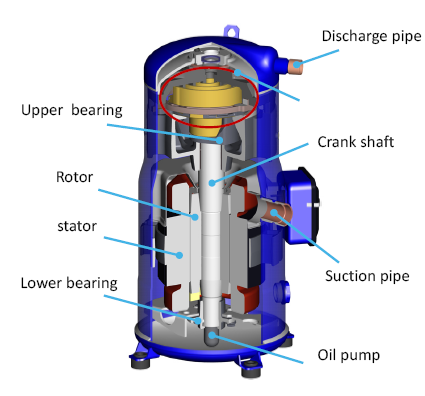 Discharge pipe
Upper bearing
Crank shaft
Rotor
stator
Suction pipe
Lower bearing
Oil pump